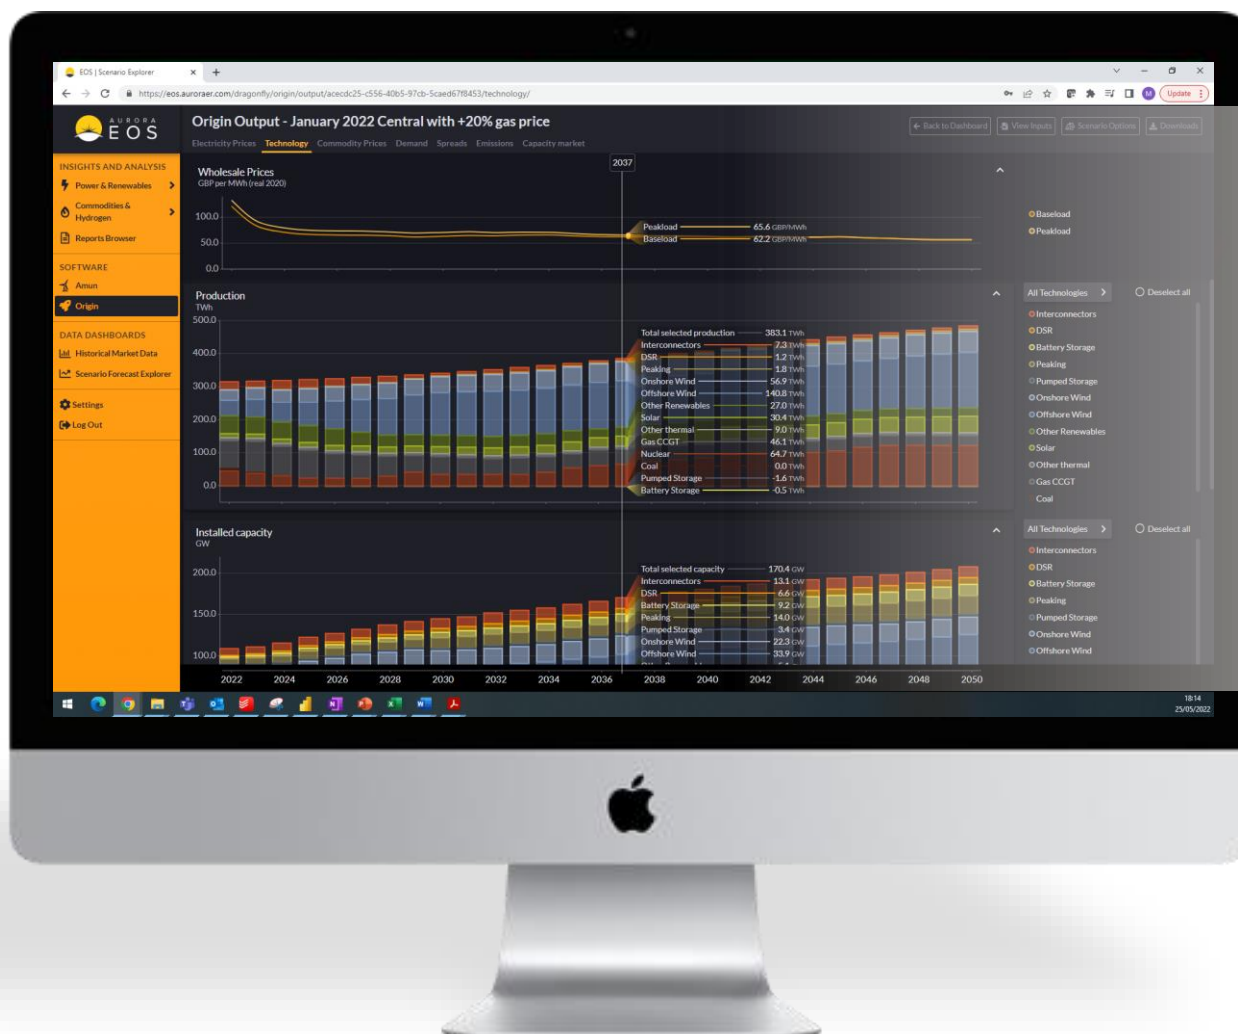 EOS | Scenario Explorer
https://eos.auroraer.com/dragonfly/origin/output/acecdc25-c556-40b5-97cb-5caed67f8453/technology/
Update
AURORA
EOS
Origin Output - January 2022 Central with +20% gas price
Back to Dashboard
View Inputs
Scenario Options
Downloads
Electricity Prices Technology Commodity Prices Demand Spreads Emissions Capacity market
INSIGHTS AND ANALYSIS
Power & Renewables
Commodities &
Hydrogen
Reports Browser
SOFTWARE
Amun
Origin
DATA DASHBOARDS
Historical Market Data
Scenario Forecast Explorer
Settings
Log Out
2037
Wholesale Prices
GBP per MWh (real 2020)
100.0
50.0
0.0
Peakload 65.6 GBP/MWh
Baseload 62.2 GBP/MWh
Baseload
Peakload
Production
TWh
500.0
400.0
300.0
200.0
100.0
0.0
Total selected production 383.1 TWh
Interconnectors 7.3 TWh
DSR 1.2 TWh
Peaking 1.8 TWh
Onshore Wind 56.9 TWh
Offshore Wind 140.8 TWh
Other Renewables 27.0 TWh
Solar 30.4 TWh
Other thermal 9.0 TWh
Gas CCGT 46.1 TWh
Nuclear 64.7 TWh
Coal 0.0 TWh
Pumped Storage -1.6 TWh
Battery Storage -0.5 TWh
All Technologies
Deselect all
Interconnectors
DSR
Battery Storage
Peaking
Pumped Storage
Onshore Wind
Offshore Wind
Other Renewables
Solar
Other thermal
Gas CCGT
Coal
Installed capacity
GW
200.0
150.0
100.0
Total selected capacity 170.4 GW
Interconnectors 13.1 GW
DSR 6.6 GW
Battery Storage 9.2 GW
Peaking 14.0 GW
Pumped Storage 3.4 GW
Onshore Wind 22.3 GW
Offshore Wind 33.9 GW
All Technologies
Deselect all
Interconnectors
DSR
Battery Storage
Peaking
Pumped Storage
Onshore Wind
Offshore Wind
2022 2024 2026 2028 2030 2032 2034 2036 2038 2040 2042 2044 2046 2048 2050
18:14
25/05/2022